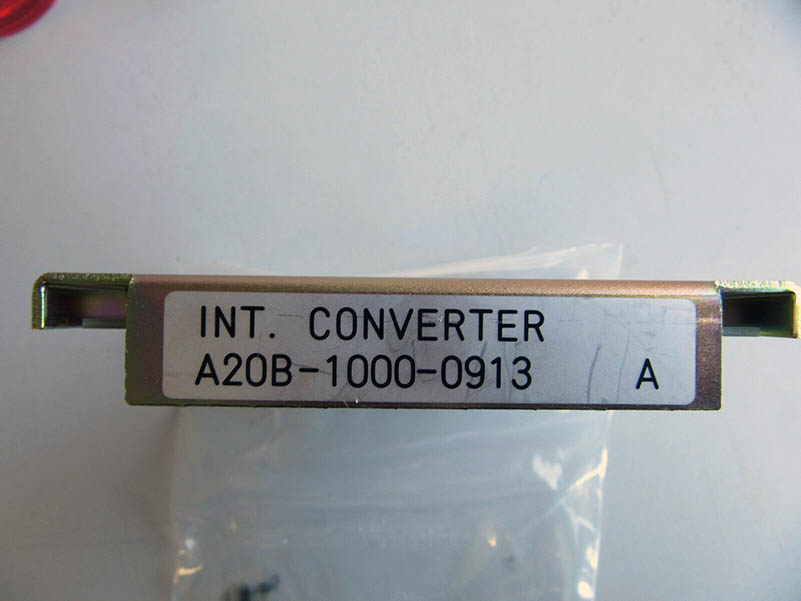 INT. CONVERTER
A20B-1000-0913 A